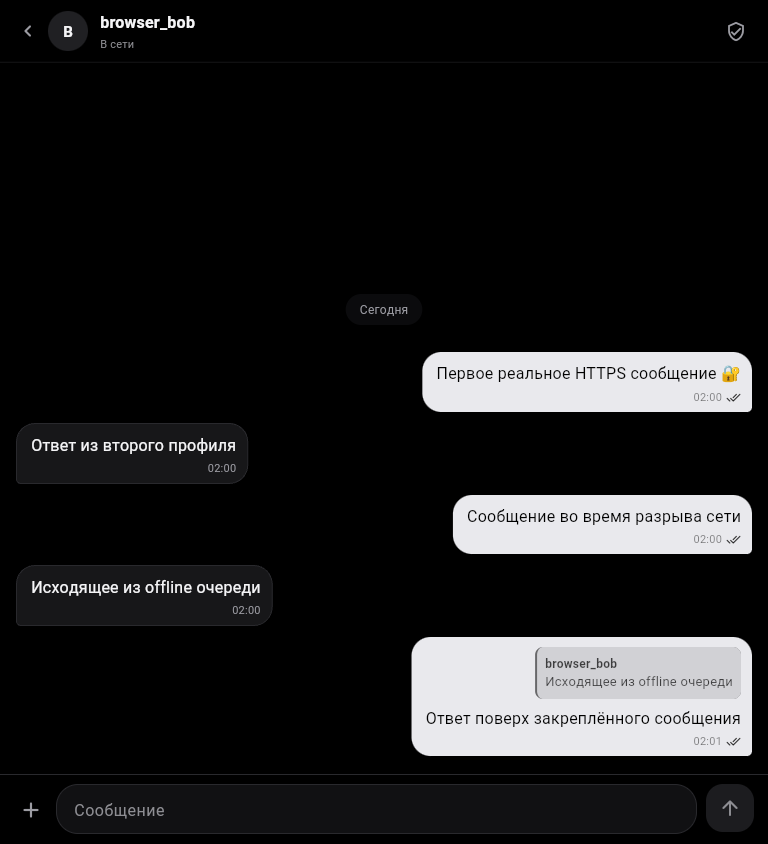 B
browser_bob
В сети
Сегодня
Первое реальное HTTPS сообщение 🔐
02:00
Ответ из второго профиля
02:00
Сообщение во время разрыва сети
02:00
Исходящее из offline очереди
02:00
browser_bob
Исходящее из offline очереди
Ответ поверх закреплённого сообщения
02:01
Сообщение